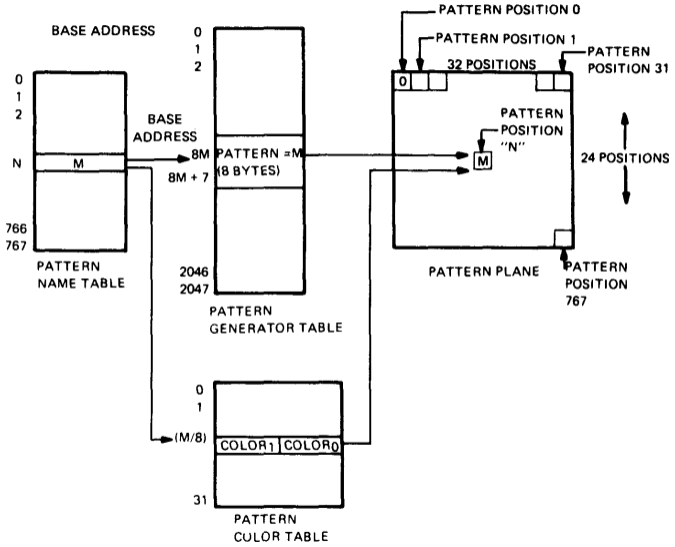 BASE ADDRESS
0
1
2
N
M
766
767
PATTERN
NAME TABLE
BASE
ADDRESS
0
1
2
8M
8M + 7
PATTERN =M
(8 BYTES)
2046
2047
PATTERN
GENERATOR TABLE
PATTERN POSITION 0
PATTERN POSITION 1
32 POSITIONS
PATTERN
POSITION 31
0
PATTERN
POSITION
"N"
M
24 POSITIONS
PATTERN PLANE
PATTERN
POSITION
767
0
1
(M/8)
COLOR1 COLOR0
31
PATTERN
COLOR TABLE